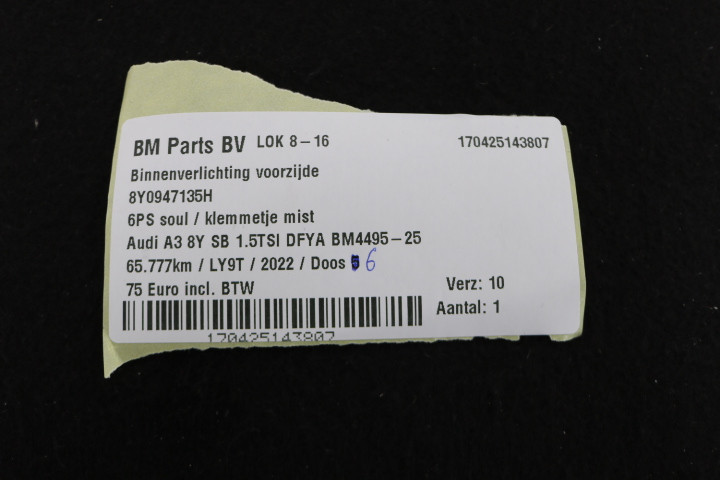 BM Parts BV LOK 8-16 170425143807
Binnenverlichting voorzijde
8Y0947135H
6PS soul / klemmetje mist
Audi A3 8Y SB 1.5TSI DFYA BM4495-25
65.777km / LY9T / 2022 / Doos 6
75 Euro incl. BTW Verz: 10
Aantal: 1
170425143807